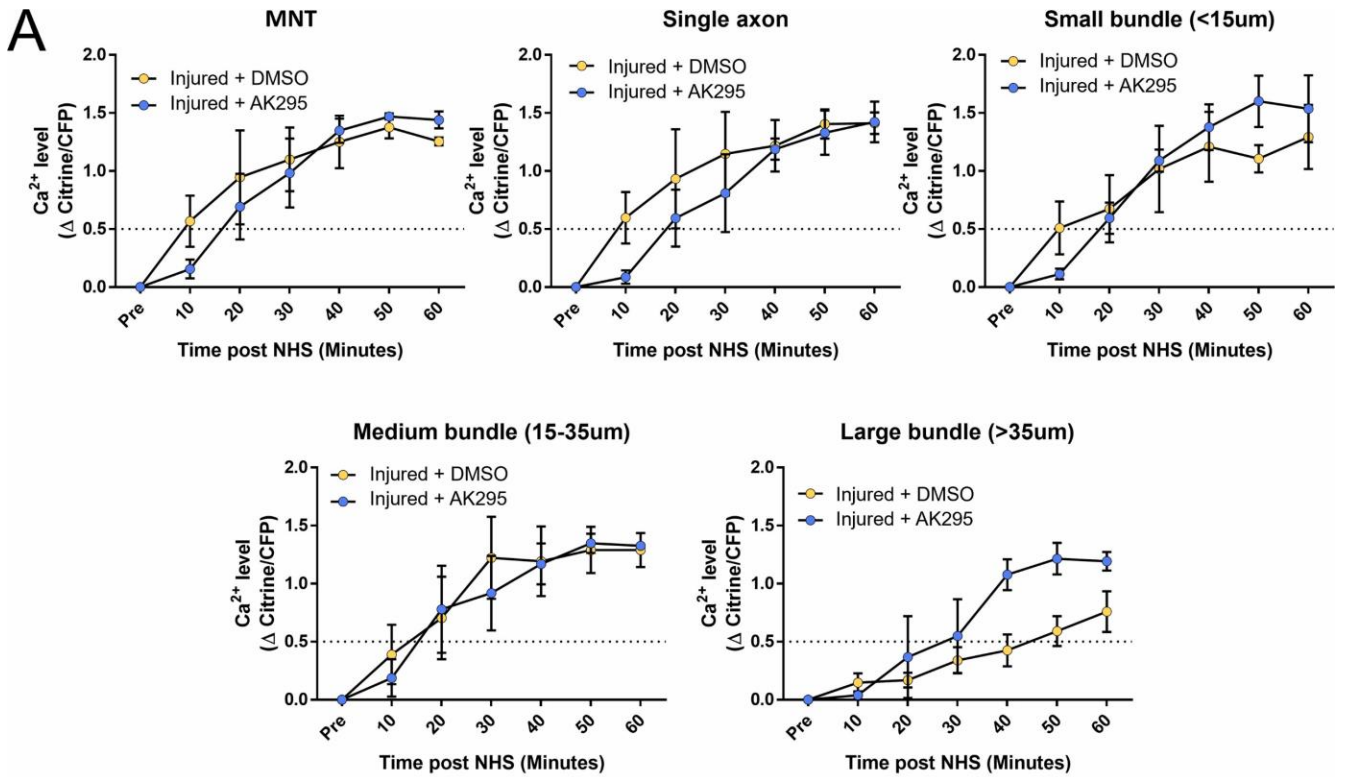 A
MNT
2.0
1.5
1.0
0.5
0.0
Ca2+ level
(Δ Citrine/CFP)
Injured + DMSO
Injured + AK295
Pre
10
20
30
40
50
60
Time post NHS (Minutes)
Single axon
2.0
1.5
1.0
0.5
0.0
Ca2+ level
(Δ Citrine/CFP)
Injured + DMSO
Injured + AK295
Pre
10
20
30
40
50
60
Time post NHS (Minutes)
Small bundle (<15um)
2.0
1.5
1.0
0.5
0.0
Ca2+ level
(Δ Citrine/CFP)
Injured + DMSO
Injured + AK295
Pre
10
20
30
40
50
60
Time post NHS (Minutes)
Medium bundle (15-35um)
2.0
1.5
1.0
0.5
0.0
Ca2+ level
(Δ Citrine/CFP)
Injured + DMSO
Injured + AK295
Pre
10
20
30
40
50
60
Time post NHS (Minutes)
Large bundle (>35um)
2.0
1.5
1.0
0.5
0.0
Ca2+ level
(Δ Citrine/CFP)
Injured + DMSO
Injured + AK295
Pre
10
20
30
40
50
60
Time post NHS (Minutes)